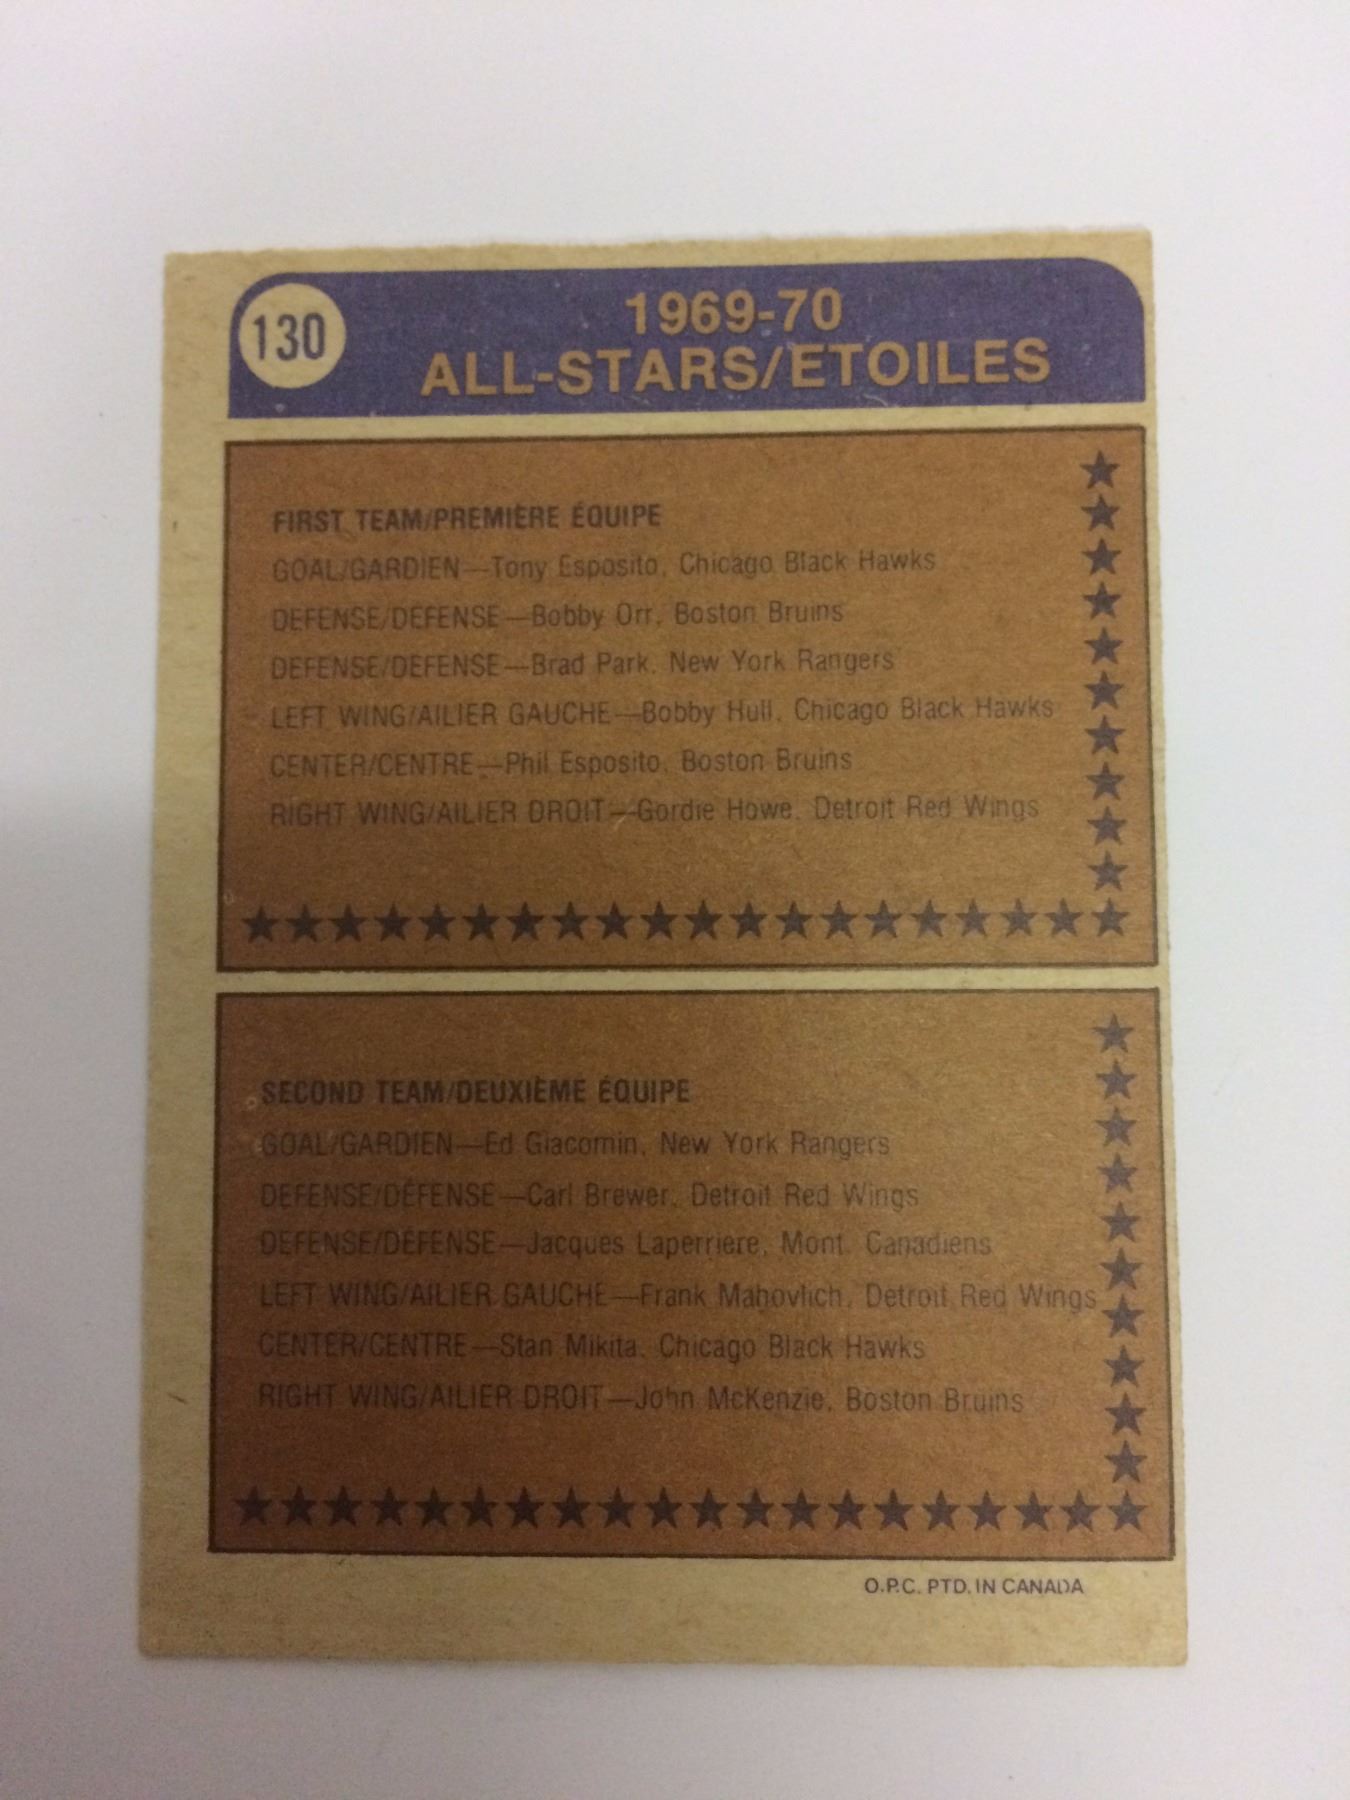 130
1969-70
ALL-STARS/ETOILES
FIRST TEAM/PREMIÈRE ÉQUIPE
GOAL/GARDIEN—Tony Esposito, Chicago Black Hawks
DEFENSE/DÉFENSE—Bobby Orr, Boston Bruins
DEFENSE/DÉFENSE—Brad Park, New York Rangers
LEFT WING/AILIER GAUCHE—Bobby Hull, Chicago Black Hawks
CENTER/CENTRE—Phil Esposito, Boston Bruins
RIGHT WING/AILIER DROIT—Gordie Howe, Detroit Red Wings
SECOND TEAM/DEUXIÈME ÉQUIPE
GOAL/GARDIEN—Ed Giacomin, New York Rangers
DEFENSE/DÉFENSE—Carl Brewer, Detroit Red Wings
DEFENSE/DÉFENSE—Jacques Laperriere, Mont. Canadiens
LEFT WING/AILIER GAUCHE—Frank Mahovlich, Detroit Red Wings
CENTER/CENTRE—Stan Mikita, Chicago Black Hawks
RIGHT WING/AILIER DROIT—John McKenzie, Boston Bruins
O.P.C. PTD. IN CANADA